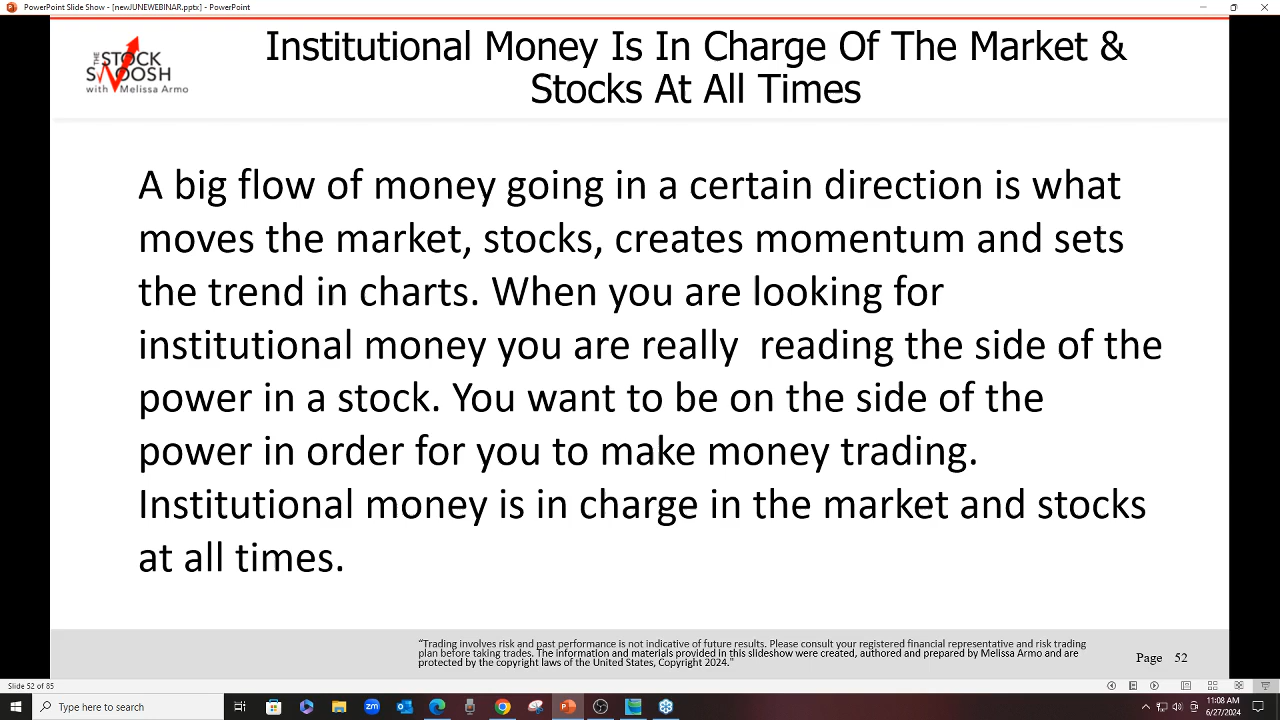 PowerPoint Slide Show - [newJUNEWEBINAR.pptx] - PowerPoint
THE
STOCK
SWOOSH
with Melissa Armo
Institutional Money Is In Charge Of The Market &
Stocks At All Times
A big flow of money going in a certain direction is what
moves the market, stocks, creates momentum and sets
the trend in charts. When you are looking for
institutional money you are really  reading the side of the
power in a stock. You want to be on the side of the
power in order for you to make money trading.
Institutional money is in charge in the market and stocks
at all times.
"Trading involves risk and past performance is not indicative of future results. Please consult your registered financial representative and risk trading
plan before taking trades. The information and materials provided in this slideshow were created, authored and prepared by Melissa Armo and are
protected by the copyright laws of the United States, Copyright 2024."
Page 52
Slide 52 of 85
Type here to search
zm
11:08 AM
6/27/2024